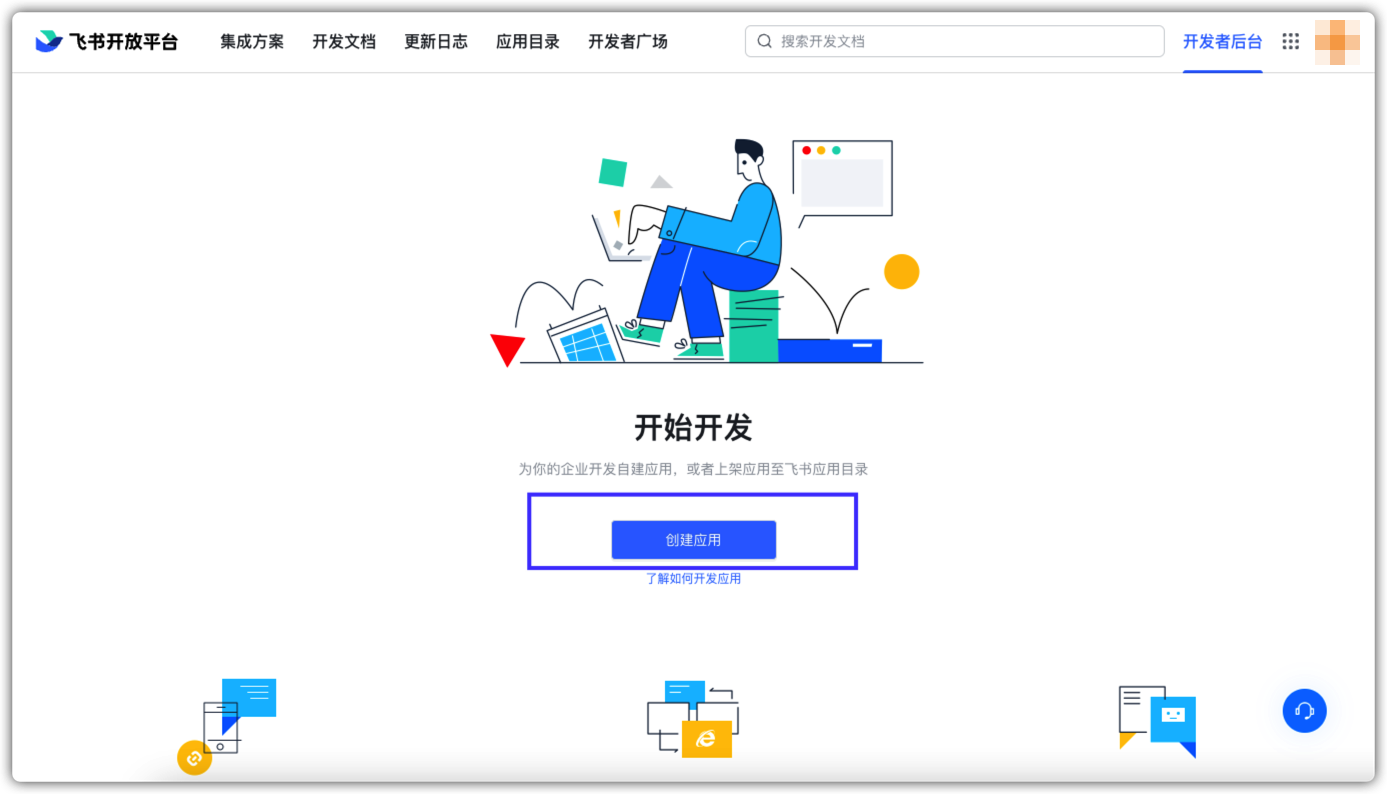 飞书开放平台 集成方案 开发文档 更新日志 应用目录 开发者广场 搜索开发文档 开发者后台
开始开发
为你的企业开发自建应用，或者上架应用至飞书应用目录
创建应用
了解如何开发应用